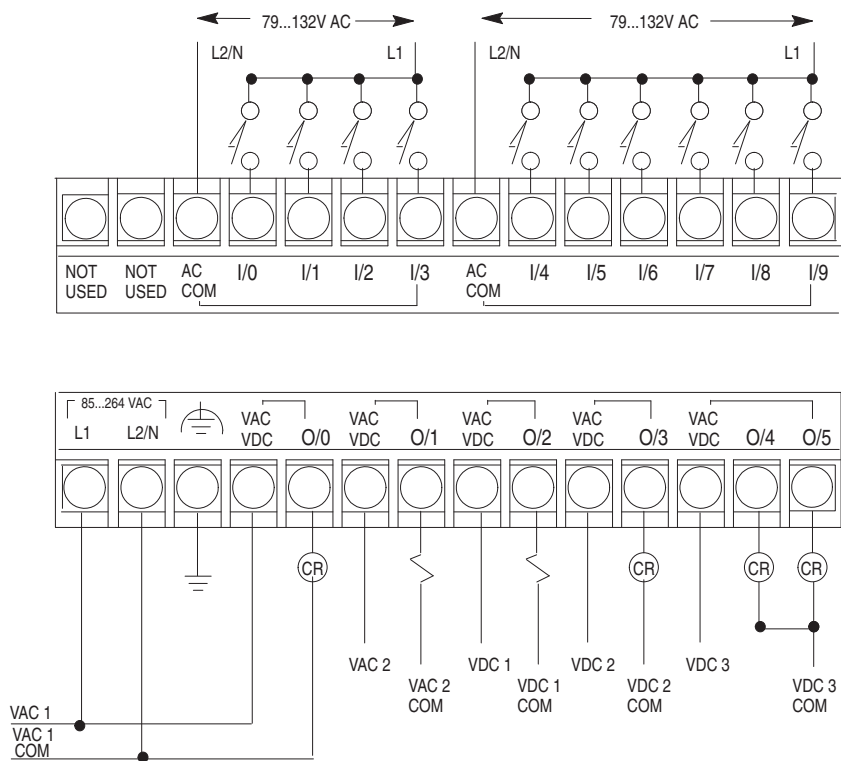 79...132V AC
79...132V AC
L2/N
L1
L2/N
L1
NOT USED
NOT USED
AC COM
I/0
I/1
I/2
I/3
AC COM
I/4
I/5
I/6
I/7
I/8
I/9
85...264 VAC
L1
L2/N
VAC VDC
O/0
VAC VDC
O/1
VAC VDC
O/2
VAC VDC
O/3
VAC VDC
O/4
O/5
CR
CR
CR
CR
VAC 2
VAC 2 COM
VDC 1
VDC 1 COM
VDC 2
VDC 2 COM
VDC 3
VDC 3 COM
VAC 1
VAC 1 COM